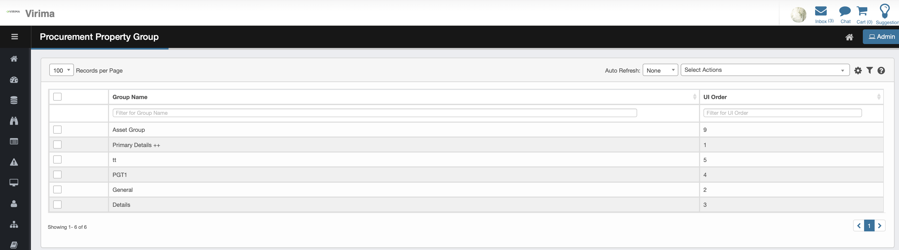 Virima
Inbox (3)
Chat
Cart (0)
Suggestion
Procurement Property Group
Admin
100
Records per Page
Auto Refresh:
None
Select Actions
Group Name
UI Order
Filter for Group Name
Filter for UI Order
Asset Group 9
Primary Details ++ 1
tt 5
PGT1 4
General 2
Details 3
Showing 1- 6 of 6
1